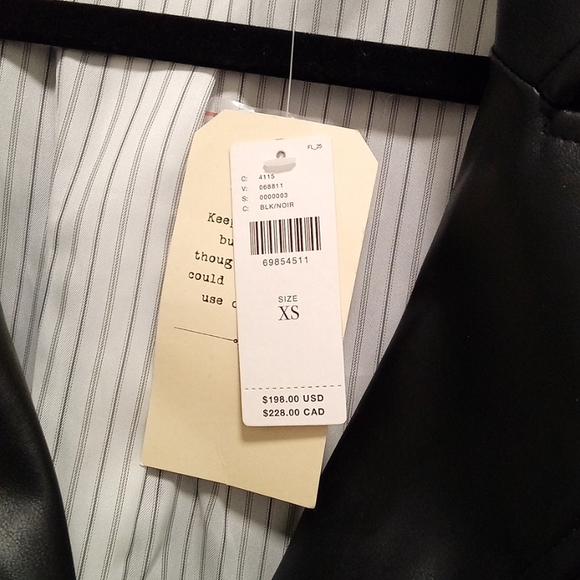 FL_25
C: 4115
V: 068811
S: 0000003
C: BLK/NOIR
69854511
SIZE
XS
$198.00 USD
$228.00 CAD
Keep
bu
thoug
could
use